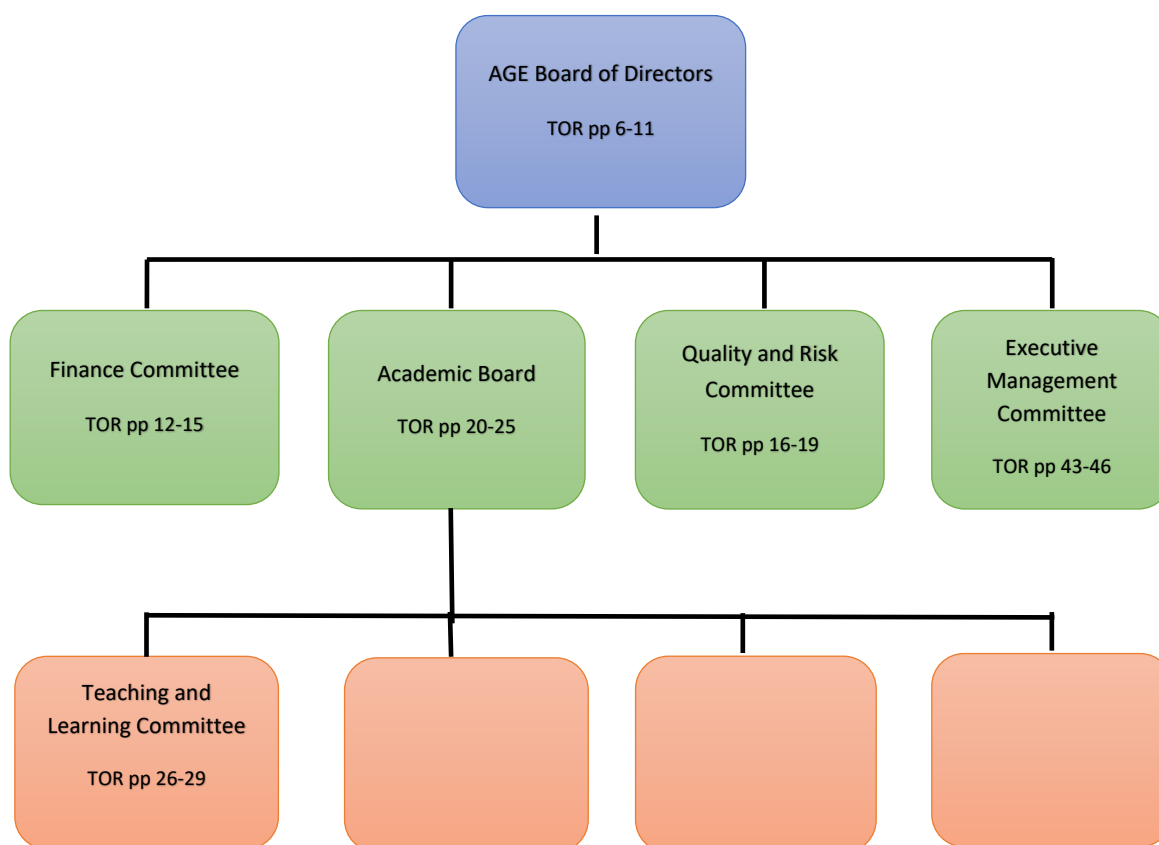 AGE Board of Directors
TOR pp 6-11
Finance Committee
TOR pp 12-15
Academic Board
TOR pp 20-25
Quality and Risk
Committee
TOR pp 16-19
Executive
Management
Committee
TOR pp 43-46
Teaching and
Learning Committee
TOR pp 26-29